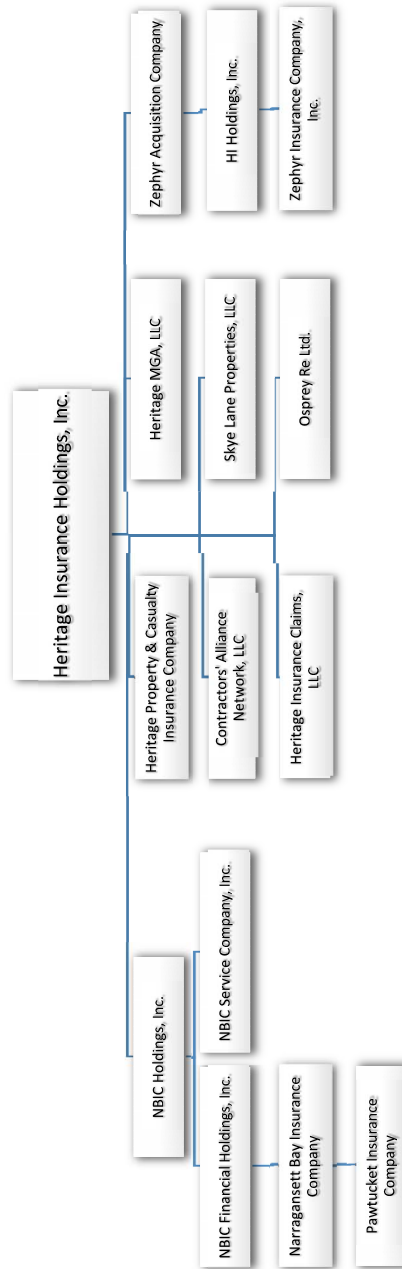 Heritage Insurance Holdings, Inc.
NBIC Holdings, Inc.
Heritage Property & Casualty
Insurance Company
Heritage MGA, LLC
Zephyr Acquisition Company
NBIC Financial Holdings, Inc.
NBIC Service Company, Inc.
Contractors' Alliance
Network, LLC
Skye Lane Properties, LLC
HI Holdings, Inc.
Narragansett Bay Insurance
Company
Heritage Insurance Claims,
LLC
Osprey Re Ltd.
Zephyr Insurance Company,
Inc.
Pawtucket Insurance
Company